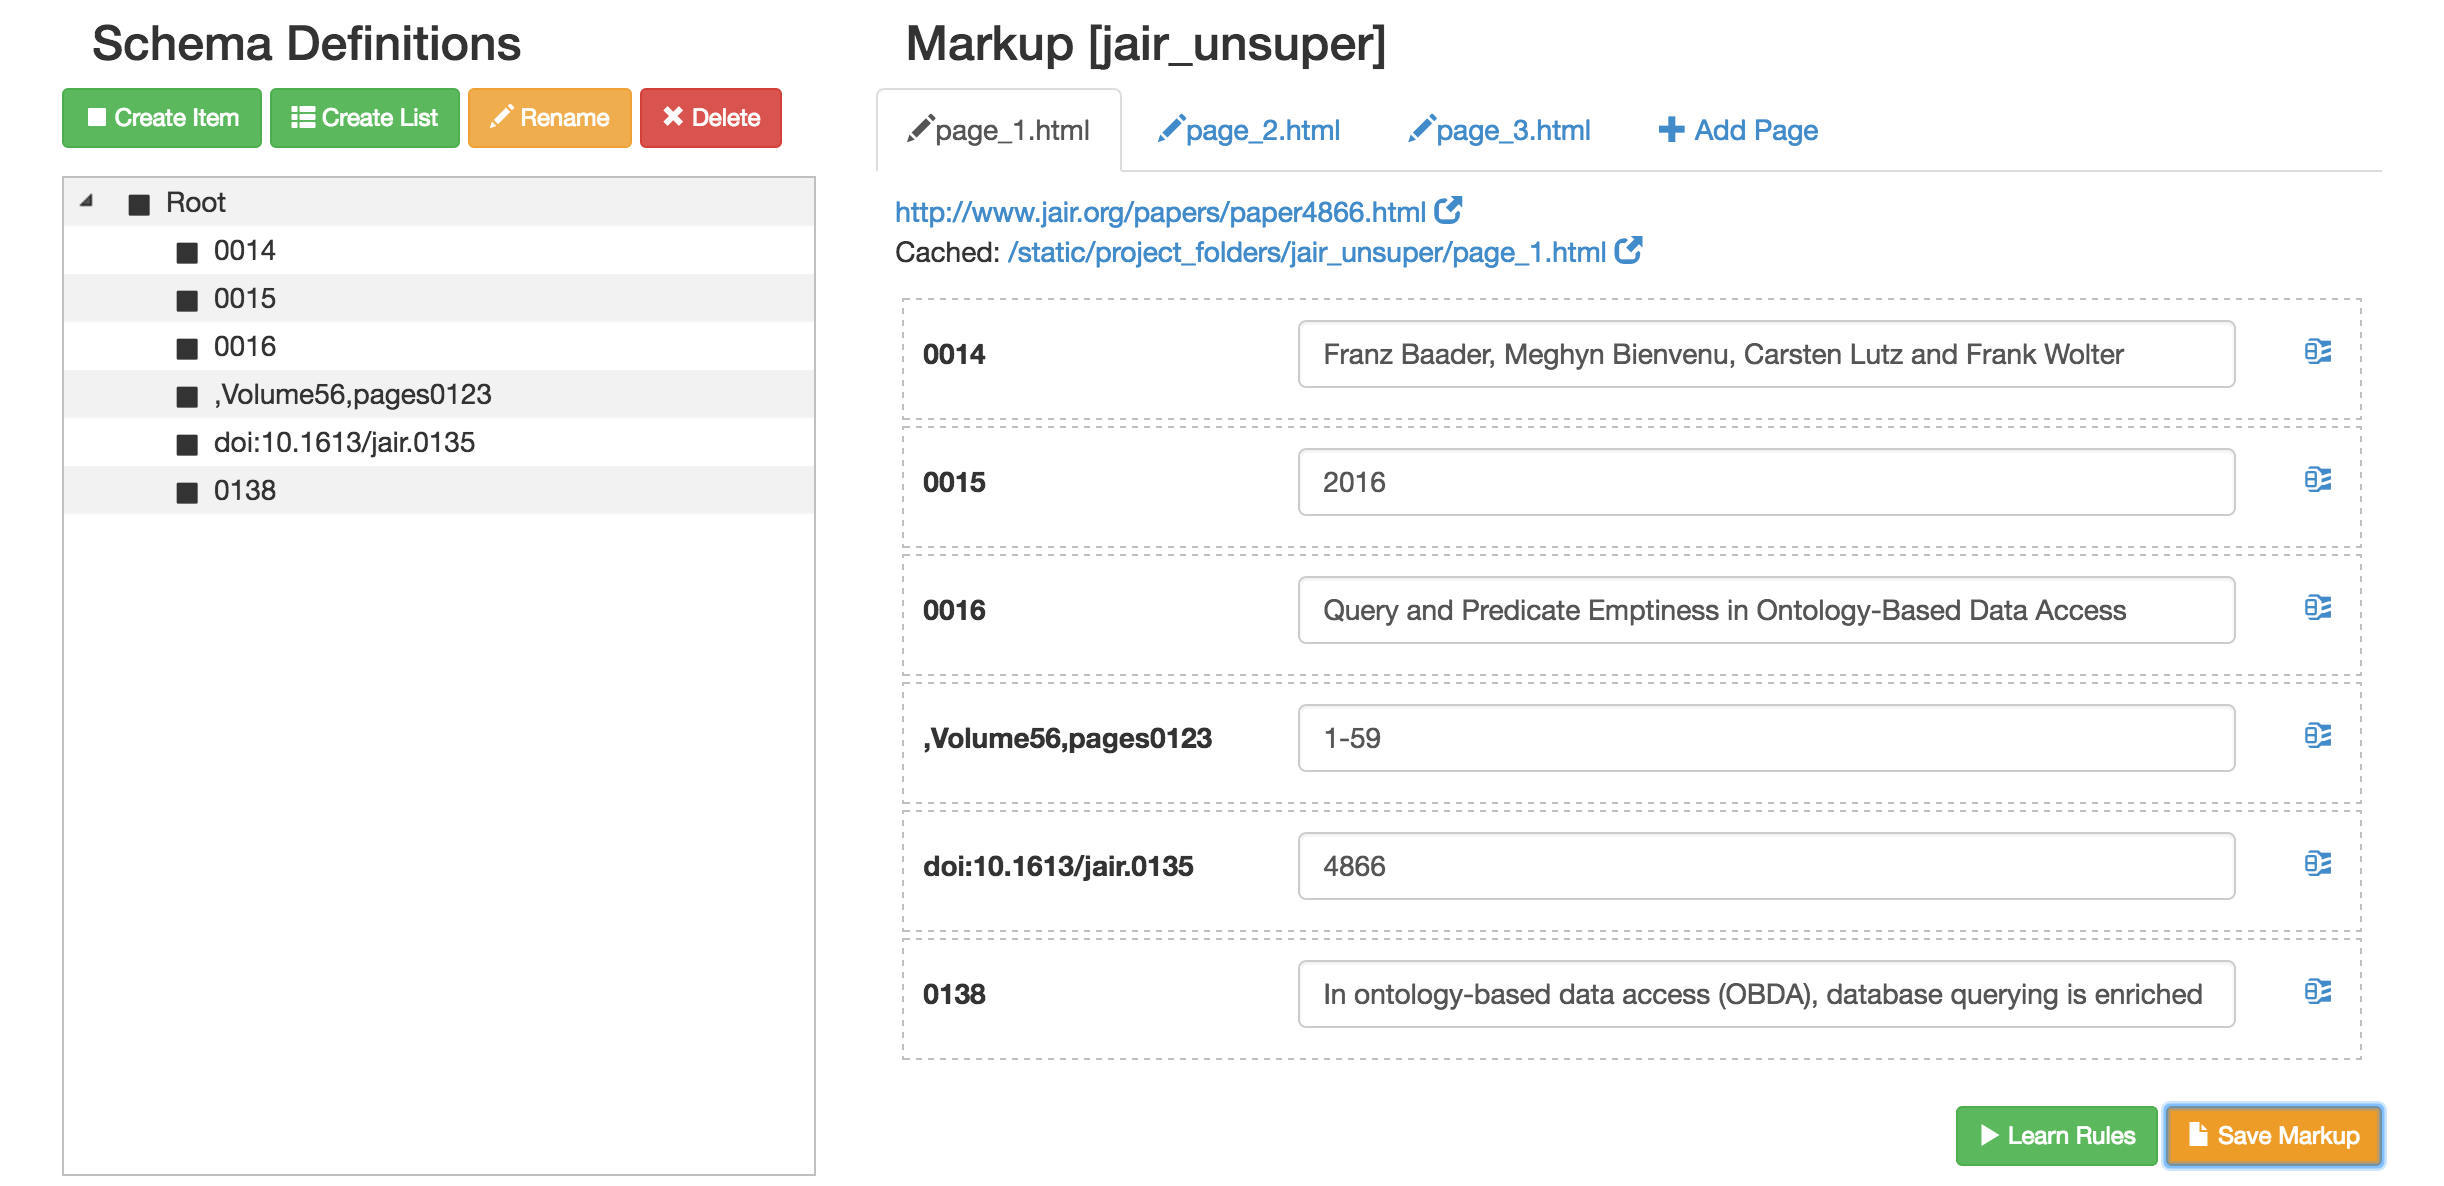 Schema Definitions
Create Item Create List Rename Delete
Root
0014
0015
0016
,Volume56,pages0123
doi:10.1613/jair.0135
0138
Markup [jair_unsuper]
page_1.html page_2.html page_3.html Add Page
http://www.jair.org/papers/paper4866.html
Cached: /static/project_folders/jair_unsuper/page_1.html
0014 Franz Baader, Meghyn Bienvenu, Carsten Lutz and Frank Wolter
0015 2016
0016 Query and Predicate Emptiness in Ontology-Based Data Access
,Volume56,pages0123 1-59
doi:10.1613/jair.0135 4866
0138 In ontology-based data access (OBDA), database querying is enriched
Learn Rules Save Markup